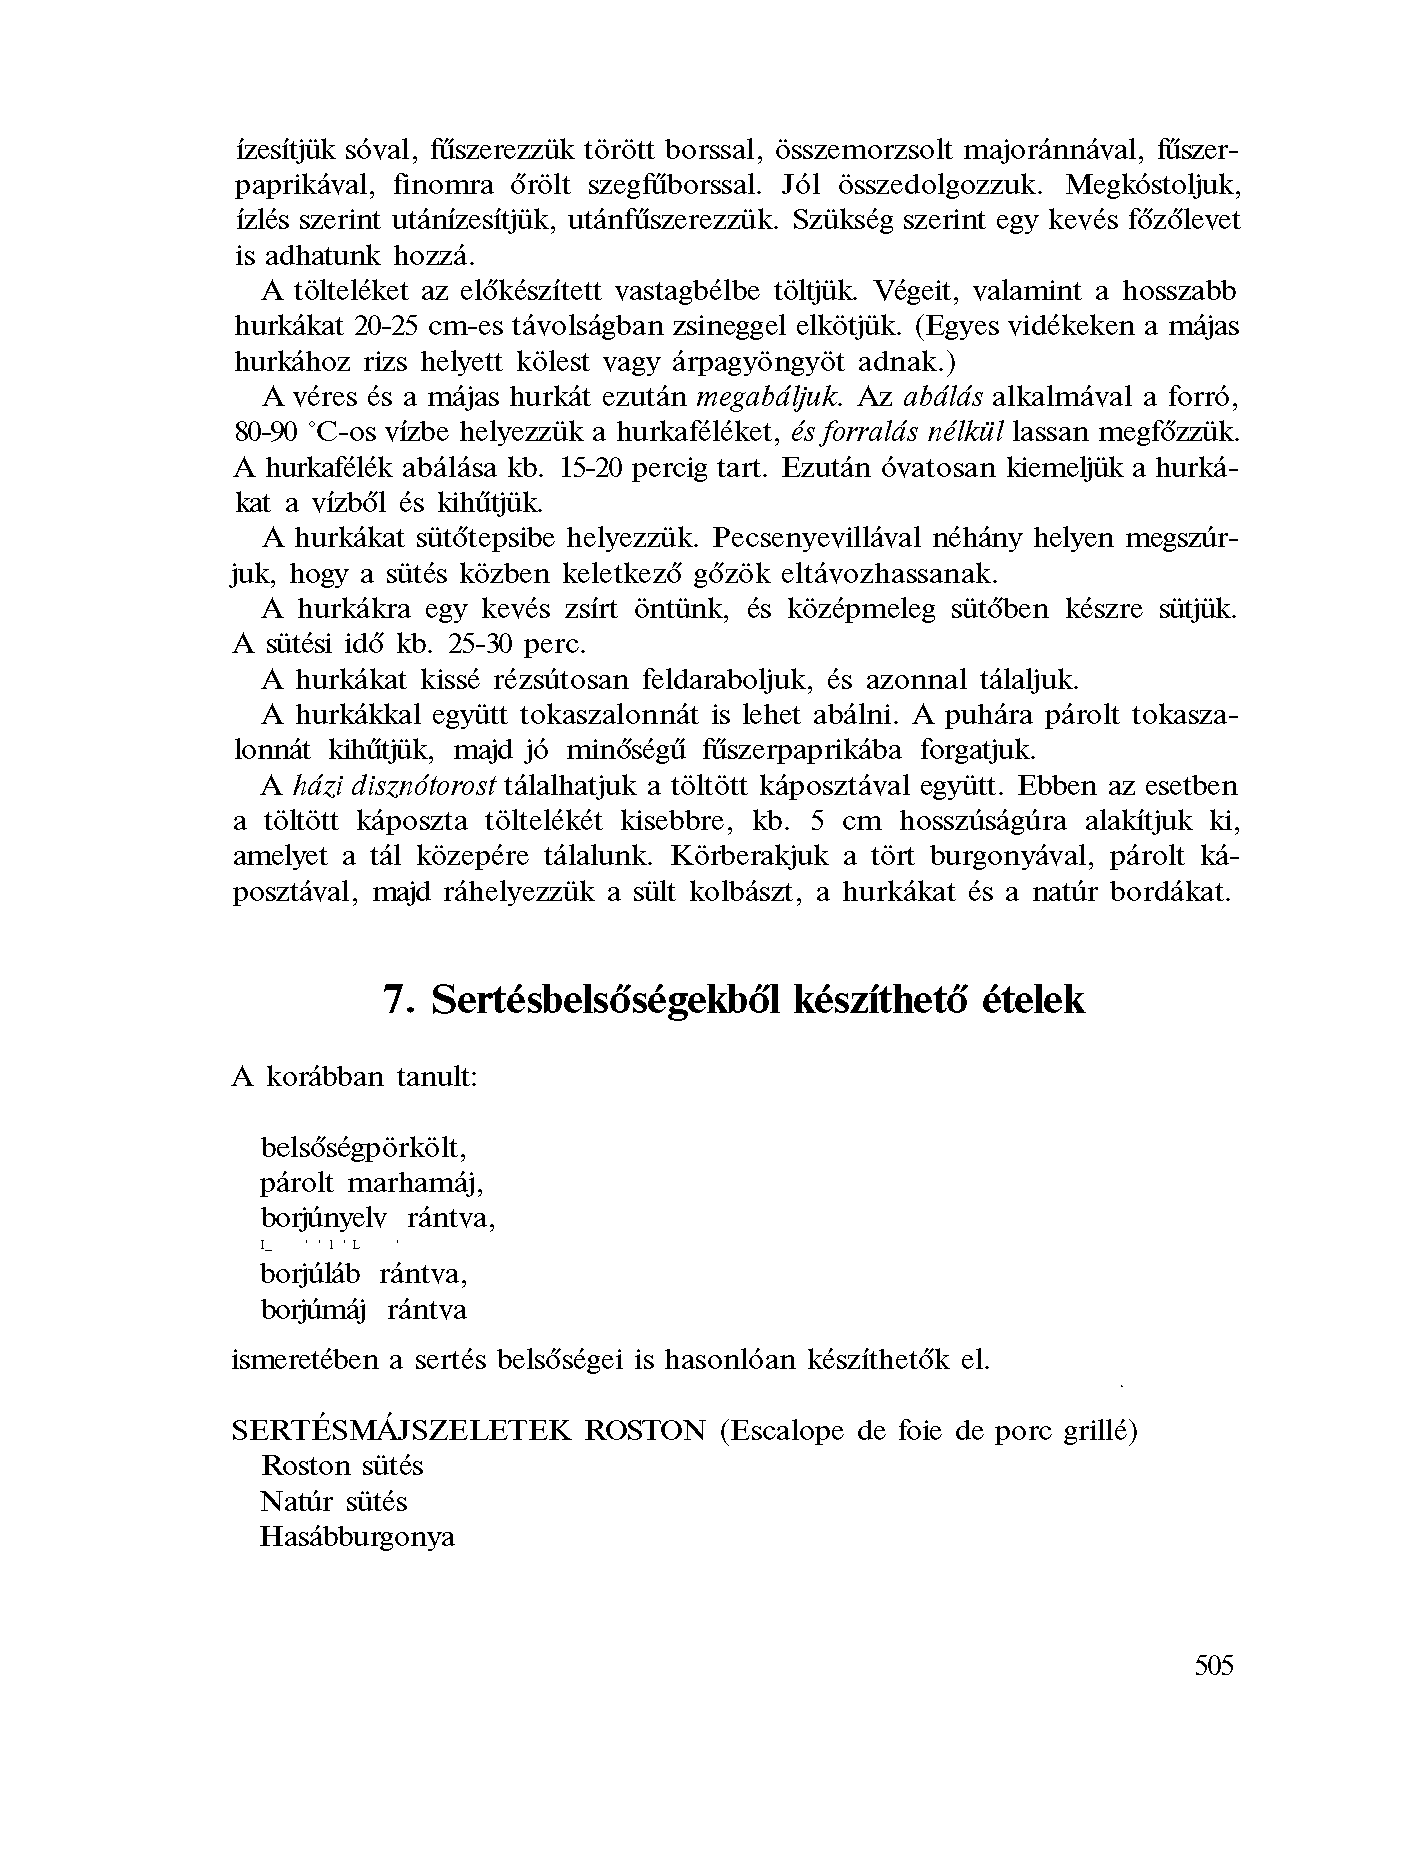 ízesítjük sóval, fűszerezzük törött borssal, összemorzsolt majoránnával, fűszer-
paprikával, finomra őrölt szegfűborssal. Jól összedolgozzuk. Megkóstoljuk,
ízlés szerint utánízesítjük, utánfűszerezzük. Szükség szerint egy kevés főzőlevet
is adhatunk hozzá.
A tölteléket az előkészített vastagbélbe töltjük. Végeit, valamint a hosszabb
hurkákat 20-25 cm-es távolságban zsineggel elkötjük. (Egyes vidékeken a májas
hurkához rizs helyett kölest vagy árpagyöngyöt adnak.)
A véres és a májas hurkát ezután megabáljuk. Az abálás alkalmával a forró,
80-90 °C-os vízbe helyezzük a hurkaféléket, és forralás nélkül lassan megfőzzük.
A hurkafélék abálása kb. 15-20 percig tart. Ezután óvatosan kiemeljük a hurká-
kat a vízből és kihűtjük.
A hurkákat sütőtepsibe helyezzük. Pecsenyevillával néhány helyen megszúr-
juk, hogy a sütés közben keletkező gőzök eltávozhassanak.
A hurkákra egy kevés zsírt öntünk, és középmeleg sütőben készre sütjük.
A sütési idő kb. 25-30 perc.
A hurkákat kissé rézsútosan feldaraboljuk, és azonnal tálaljuk.
A hurkákkal együtt tokaszalonnát is lehet abálni. A puhára párolt tokasza-
lonnát kihűtjük, majd jó minőségű fűszerpaprikába forgatjuk.
A házi disznótorost tálalhatjuk a töltött káposztával együtt. Ebben az esetben
a töltött káposzta töltelékét kisebbre, kb. 5 cm hosszúságúra alakítjuk ki,
amelyet a tál közepére tálalunk. Körberakjuk a tört burgonyával, párolt ká-
posztával, majd ráhelyezzük a sült kolbászt, a hurkákat és a natúr bordákat.
7. Sertésbelsőségekből készíthető ételek
A korábban tanult:
belsőségpörkölt,
párolt marhamáj,
borjúnyelv rántva,
borjúláb rántva,
borjúmáj rántva
ismeretében a sertés belsőségei is hasonlóan készíthetők el.
SERTÉSMÁJSZELETEK ROSTON (Escalope de foie de porc grillé)
Roston sütés
Natúr sütés
Hasábburgonya
505